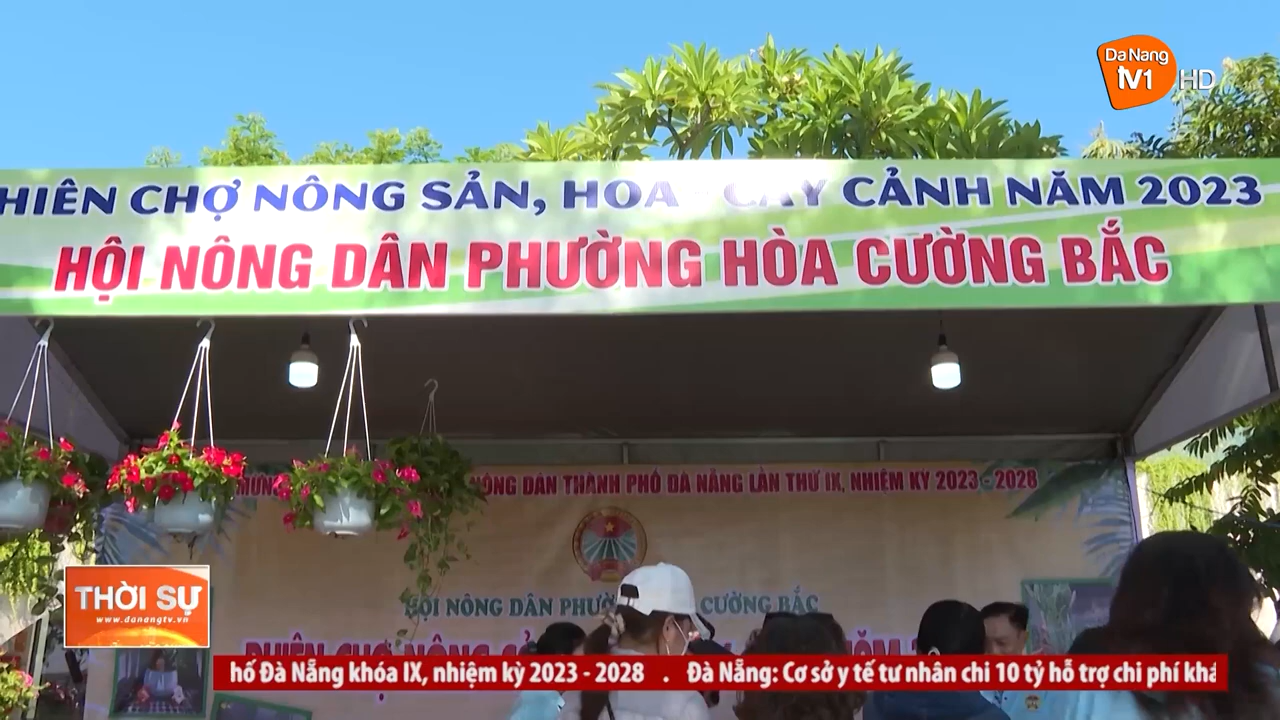 Da Nang
TV1 HD
HIÊN CHỢ NÔNG SẢN, HOA - CÂY CẢNH NĂM 2023
HỘI NÔNG DÂN PHƯỜNG HÒA CƯỜNG BẮC
NÔNG DÂN THÀNH PHỐ ĐÀ NẴNG LẦN THỨ IX, NHIỆM KỲ 2023 - 2028
HỘI NÔNG DÂN CƯỜNG BẮC
PHIÊN CHỢ NÔNG
THỜI SỰ
www.danangtv.vn
hố Đà Nẵng khóa IX, nhiệm kỳ 2023 - 2028 . Đà Nẵng: Cơ sở y tế tư nhân chi 10 tỷ hỗ trợ chi phí khá